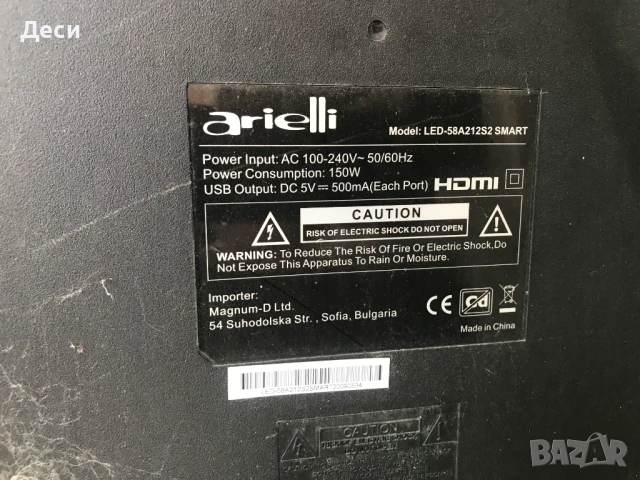 Деси
arielli
Model: LED-58A212S2 SMART
Power Input: AC 100-240V~ 50/60Hz
Power Consumption: 150W
USB Output: DC 5V⎓ 500mA(Each Port) HDMI
CAUTION
RISK OF ELECTRIC SHOCK DO NOT OPEN
WARNING: To Reduce The Risk Of Fire Or Electric Shock,Do
Not Expose This Apparatus To Rain Or Moisture.
Importer:
Magnum-D Ltd.
54 Suhodolska Str. , Sofia, Bulgaria
CE
Made in China
CAUTION
BAZAR